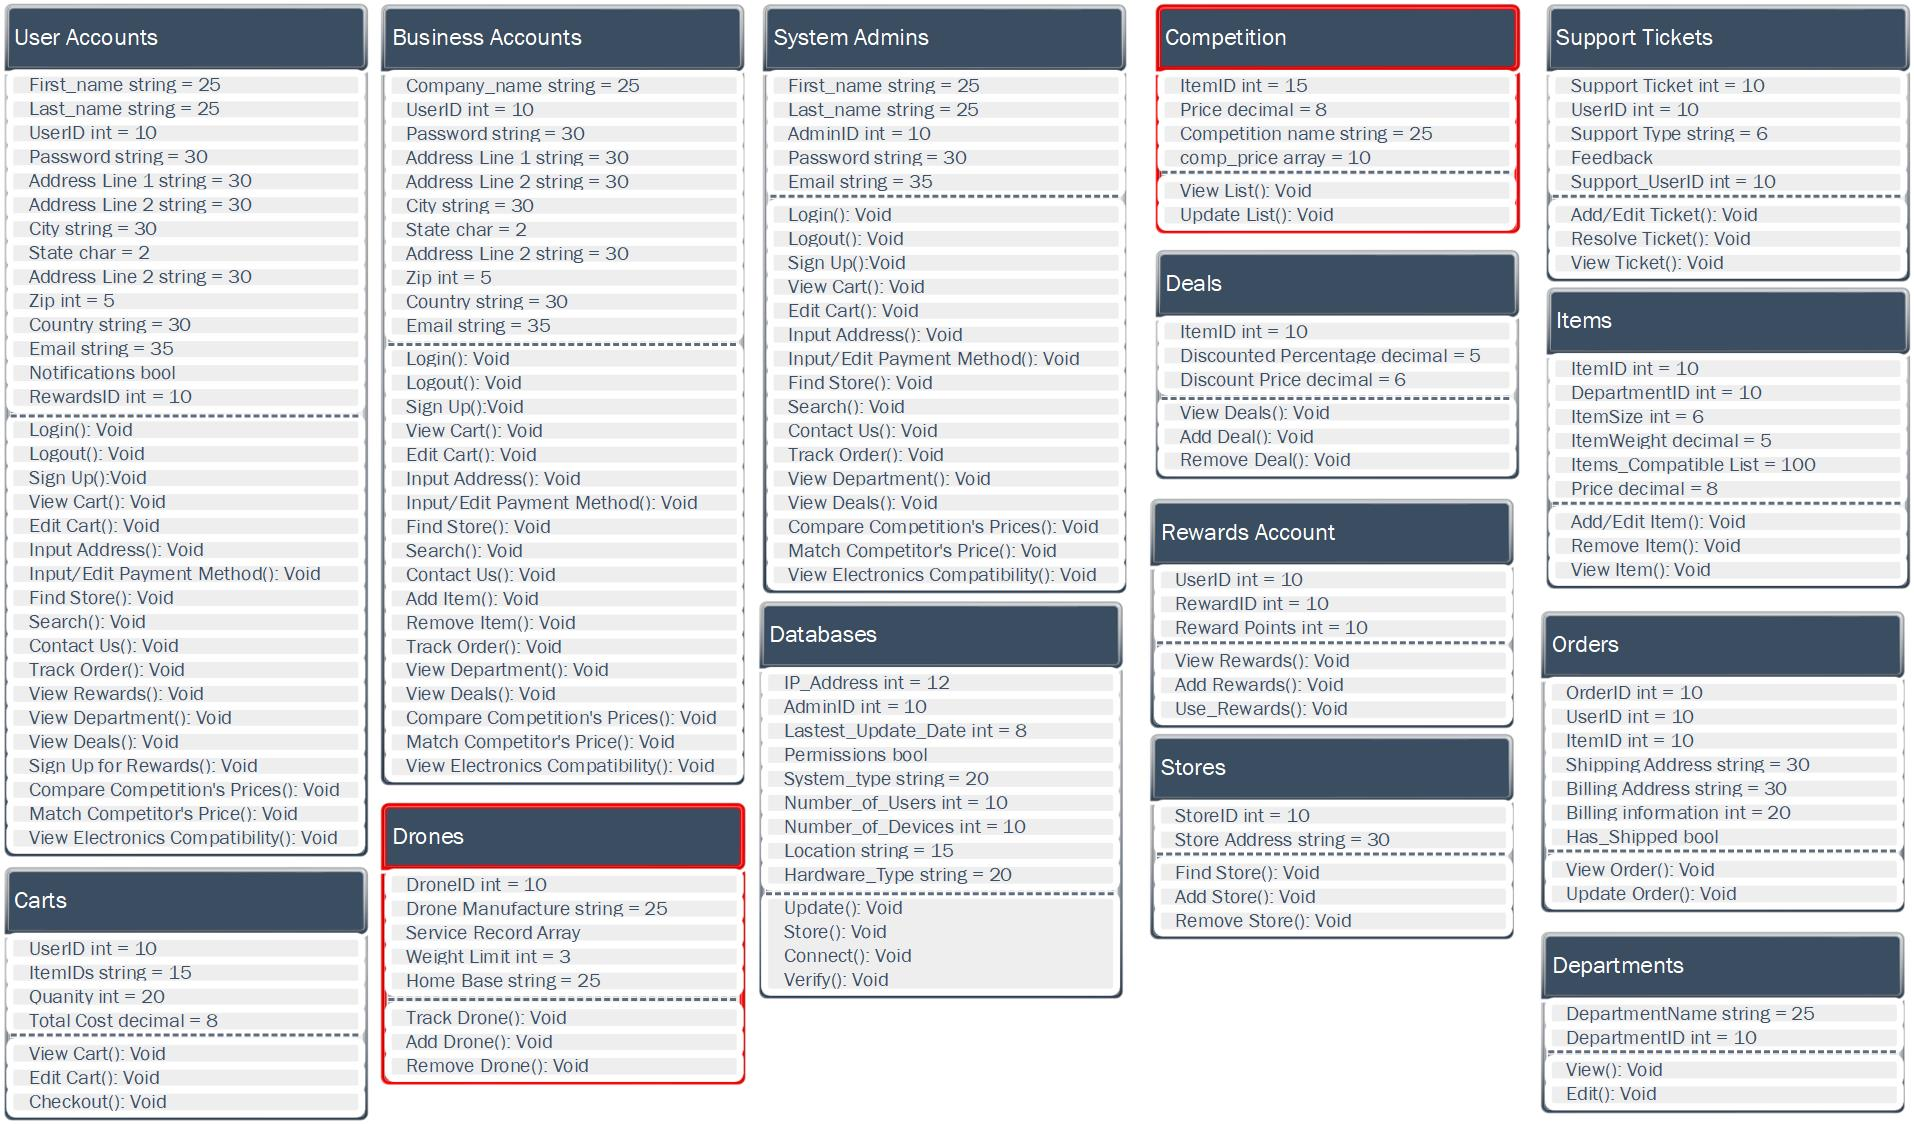 User Accounts
First_name string = 25
Last_name string = 25
UserID int = 10
Password string = 30
Address Line 1 string = 30
Address Line 2 string = 30
City string = 30
State char = 2
Address Line 2 string = 30
Zip int = 5
Country string = 30
Email string = 35
Notifications bool
RewardsID int = 10
Login(): Void
Logout(): Void
Sign Up():Void
View Cart(): Void
Edit Cart(): Void
Input Address(): Void
Input/Edit Payment Method(): Void
Find Store(): Void
Search(): Void
Contact Us(): Void
Track Order(): Void
View Rewards(): Void
View Department(): Void
View Deals(): Void
Sign Up for Rewards(): Void
Compare Competition's Prices(): Void
Match Competitor's Price(): Void
View Electronics Compatibility(): Void
Carts
UserID int = 10
ItemIDs string = 15
Quanity int = 20
Total Cost decimal = 8
View Cart(): Void
Edit Cart(): Void
Checkout(): Void
Business Accounts
Company_name string = 25
UserID int = 10
Password string = 30
Address Line 1 string = 30
Address Line 2 string = 30
City string = 30
State char = 2
Address Line 2 string = 30
Zip int = 5
Country string = 30
Email string = 35
Login(): Void
Logout(): Void
Sign Up():Void
View Cart(): Void
Edit Cart(): Void
Input Address(): Void
Input/Edit Payment Method(): Void
Find Store(): Void
Search(): Void
Contact Us(): Void
Add Item(): Void
Remove Item(): Void
Track Order(): Void
View Department(): Void
View Deals(): Void
Compare Competition's Prices(): Void
Match Competitor's Price(): Void
View Electronics Compatibility(): Void
Drones
DroneID int = 10
Drone Manufacture string = 25
Service Record Array
Weight Limit int = 3
Home Base string = 25
Track Drone(): Void
Add Drone(): Void
Remove Drone(): Void
System Admins
First_name string = 25
Last_name string = 25
AdminID int = 10
Password string = 30
Email string = 35
Login(): Void
Logout(): Void
Sign Up():Void
View Cart(): Void
Edit Cart(): Void
Input Address(): Void
Input/Edit Payment Method(): Void
Find Store(): Void
Search(): Void
Contact Us(): Void
Track Order(): Void
View Department(): Void
View Deals(): Void
Compare Competition's Prices(): Void
Match Competitor's Price(): Void
View Electronics Compatibility(): Void
Databases
IP_Address int = 12
AdminID int = 10
Lastest_Update_Date int = 8
Permissions bool
System_type string = 20
Number_of_Users int = 10
Number_of_Devices int = 10
Location string = 15
Hardware_Type string = 20
Update(): Void
Store(): Void
Connect(): Void
Verify(): Void
Competition
ItemID int = 15
Price decimal = 8
Competition name string = 25
comp_price array = 10
View List(): Void
Update List(): Void
Deals
ItemID int = 10
Discounted Percentage decimal = 5
Discount Price decimal = 6
View Deals(): Void
Add Deal(): Void
Remove Deal(): Void
Rewards Account
UserID int = 10
RewardID int = 10
Reward Points int = 10
View Rewards(): Void
Add Rewards(): Void
Use_Rewards(): Void
Stores
StoreID int = 10
Store Address string = 30
Find Store(): Void
Add Store(): Void
Remove Store(): Void
Support Tickets
Support Ticket int = 10
UserID int = 10
Support Type string = 6
Feedback
Support_UserID int = 10
Add/Edit Ticket(): Void
Resolve Ticket(): Void
View Ticket(): Void
Items
ItemID int = 10
DepartmentID int = 10
ItemSize int = 6
ItemWeight decimal = 5
Items_Compatible List = 100
Price decimal = 8
Add/Edit Item(): Void
Remove Item(): Void
View Item(): Void
Orders
OrderID int = 10
UserID int = 10
ItemID int = 10
Shipping Address string = 30
Billing Address string = 30
Billing information int = 20
Has_Shipped bool
View Order(): Void
Update Order(): Void
Departments
DepartmentName string = 25
DepartmentID int = 10
View(): Void
Edit(): Void